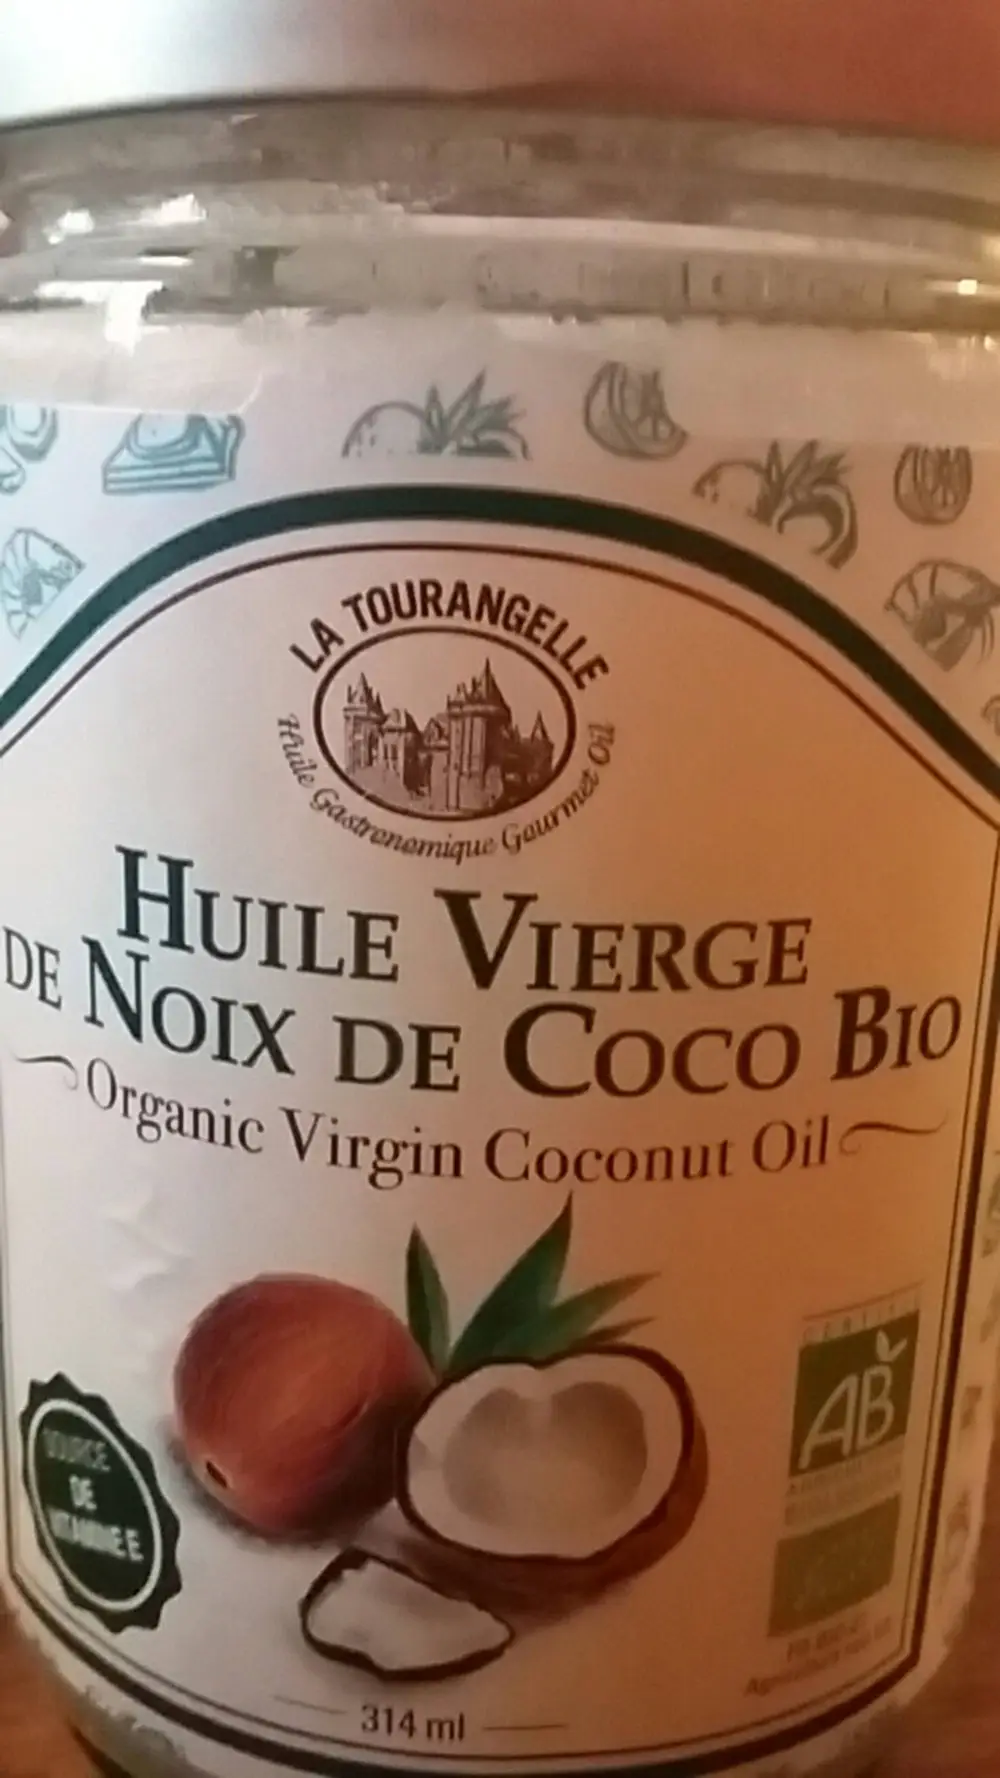 LA TOURANGELLE
Huile Gastronomique Gourmet Oil
HUILE VIERGE
DE NOIX DE COCO BIO
Organic Virgin Coconut Oil
SOURCE
DE
VITAMINE E
CERTIFIÉ
AB
314 ml